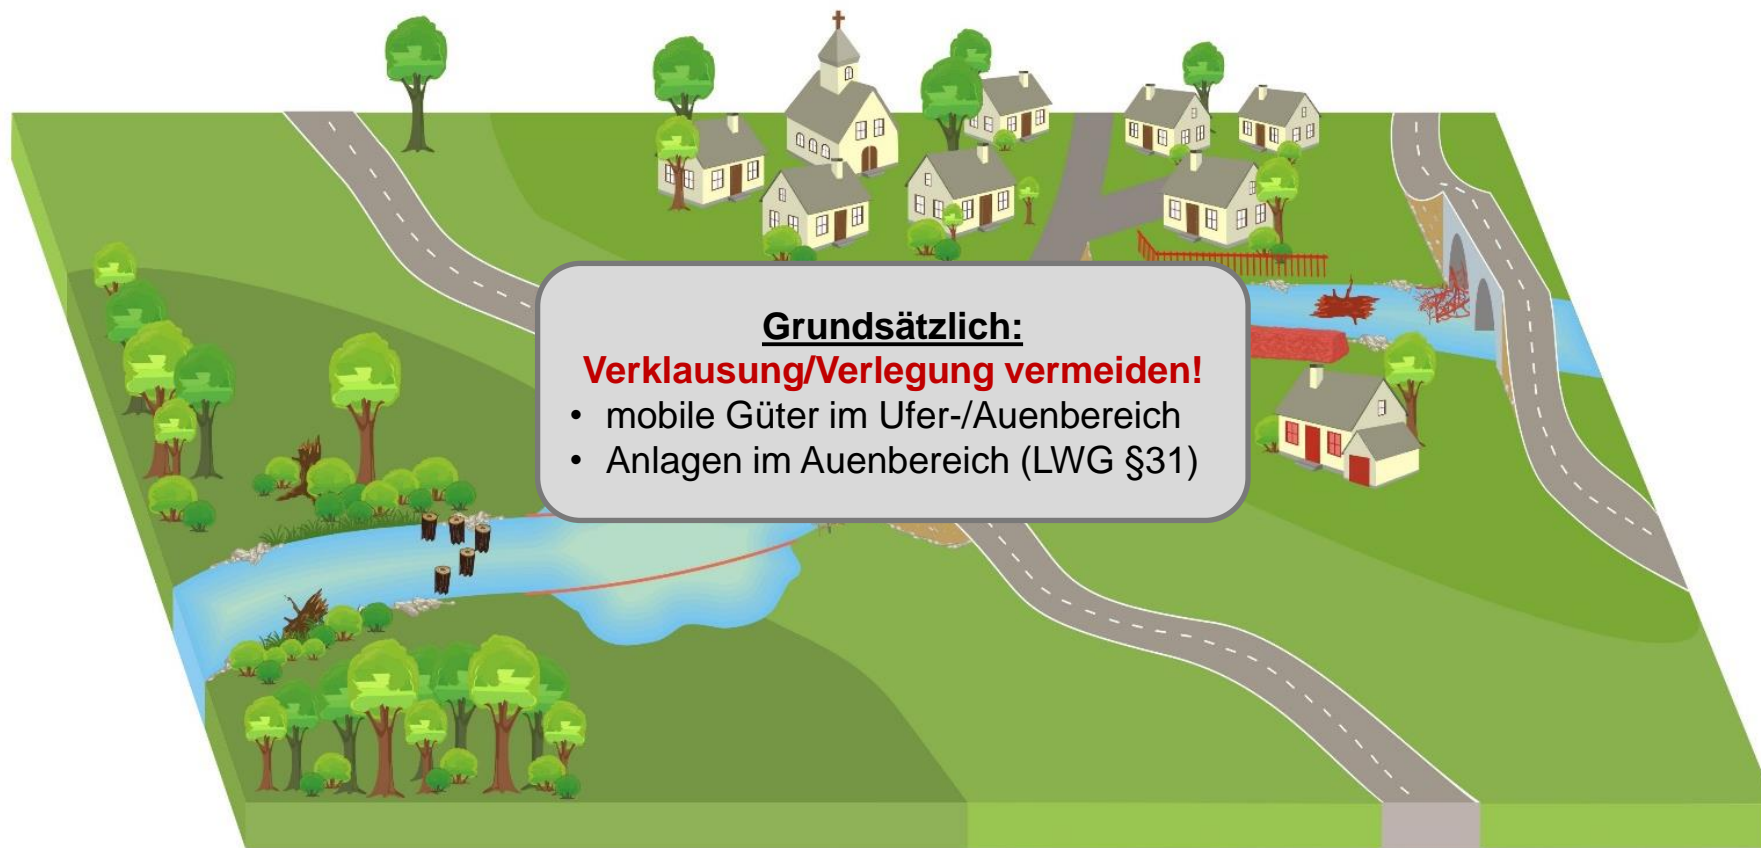 Grundsätzlich:
Verklausung/Verlegung vermeiden!
• mobile Güter im Ufer-/Auenbereich
• Anlagen im Auenbereich (LWG §31)